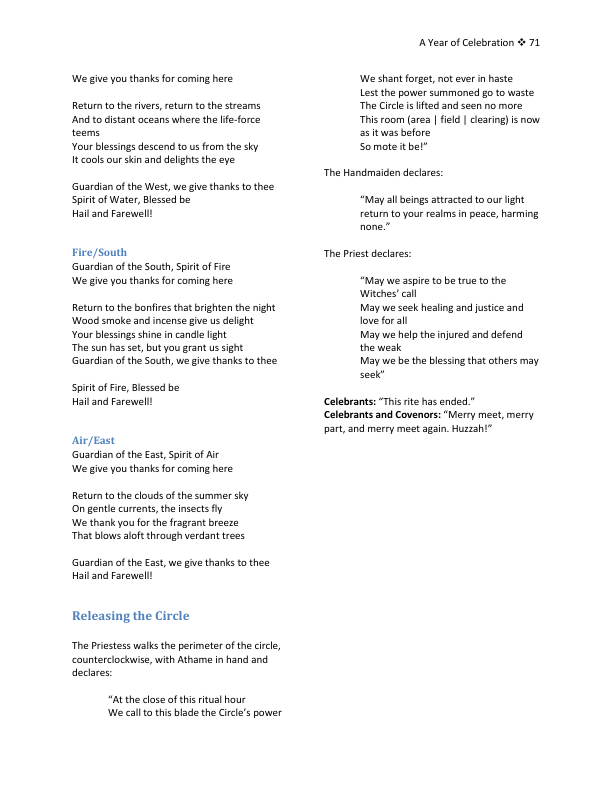 A Year of Celebration ❖ 71
We give you thanks for coming here
Return to the rivers, return to the streams
And to distant oceans where the life-force
teems
Your blessings descend to us from the sky
It cools our skin and delights the eye
Guardian of the West, we give thanks to thee
Spirit of Water, Blessed be
Hail and Farewell!
Fire/South
Guardian of the South, Spirit of Fire
We give you thanks for coming here
Return to the bonfires that brighten the night
Wood smoke and incense give us delight
Your blessings shine in candle light
The sun has set, but you grant us sight
Guardian of the South, we give thanks to thee
Spirit of Fire, Blessed be
Hail and Farewell!
Air/East
Guardian of the East, Spirit of Air
We give you thanks for coming here
Return to the clouds of the summer sky
On gentle currents, the insects fly
We thank you for the fragrant breeze
That blows aloft through verdant trees
Guardian of the East, we give thanks to thee
Hail and Farewell!
Releasing the Circle
The Priestess walks the perimeter of the circle,
counterclockwise, with Athame in hand and
declares:
“At the close of this ritual hour
We call to this blade the Circle’s power
We shant forget, not ever in haste
Lest the power summoned go to waste
The Circle is lifted and seen no more
This room (area | field | clearing) is now
as it was before
So mote it be!”
The Handmaiden declares:
“May all beings attracted to our light
return to your realms in peace, harming
none.”
The Priest declares:
“May we aspire to be true to the
Witches’ call
May we seek healing and justice and
love for all
May we help the injured and defend
the weak
May we be the blessing that others may
seek”
Celebrants: “This rite has ended.”
Celebrants and Covenors: “Merry meet, merry
part, and merry meet again. Huzzah!”